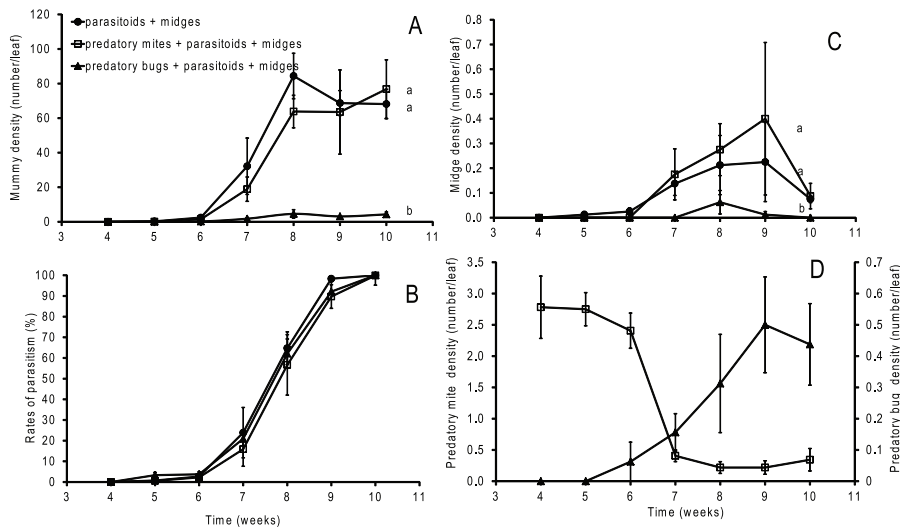 A
parasitoids + midges
predatory mites + parasitoids + midges
predatory bugs + parasitoids + midges
Mummy density (number/leaf)
120
100
80
60
40
20
0
a
a
b
3 4 5 6 7 8 9 10 11
C
Midge density (number/leaf)
0.8
0.7
0.6
0.5
0.4
0.3
0.2
0.1
0.0
a
a
b
3 4 5 6 7 8 9 10 11
B
Rates of parasitism (%)
100
90
80
70
60
50
40
30
20
10
0
3 4 5 6 7 8 9 10 11
Time (weeks)
D
Predatory mite density (number/leaf)
3.5
3.0
2.5
2.0
1.5
1.0
0.5
0.0
0.7
0.6
0.5
0.4
0.3
0.2
0.1
0
Predatory bug density (number/leaf)
3 4 5 6 7 8 9 10 11
Time (weeks)